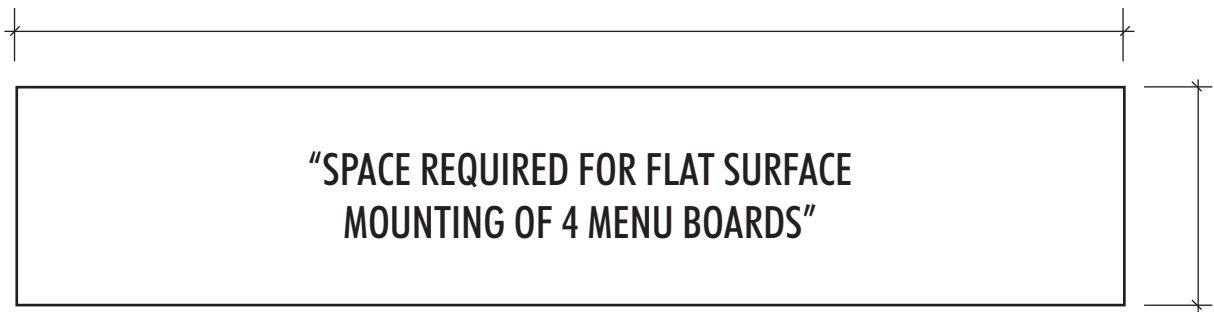 “SPACE REQUIRED FOR FLAT SURFACE
MOUNTING OF 4 MENU BOARDS”